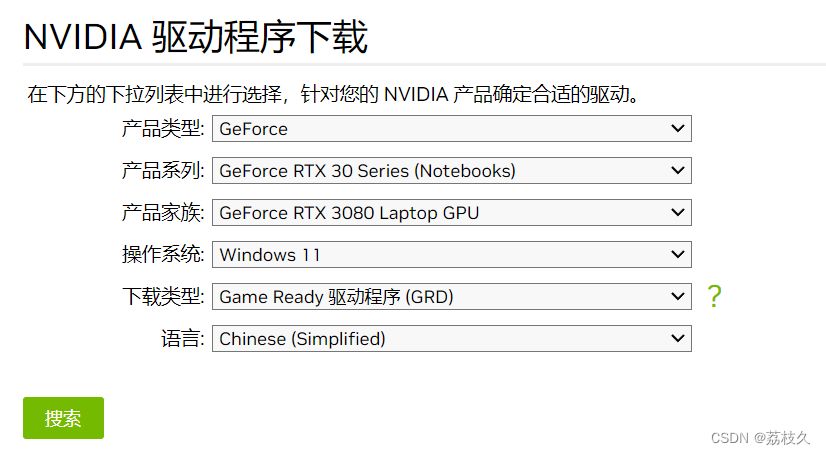 NVIDIA 驱动程序下载
在下方的下拉列表中进行选择，针对您的 NVIDIA 产品确定合适的驱动。
产品类型: GeForce
产品系列: GeForce RTX 30 Series (Notebooks)
产品家族: GeForce RTX 3080 Laptop GPU
操作系统: Windows 11
下载类型: Game Ready 驱动程序 (GRD) ?
语言: Chinese (Simplified)
搜索
CSDN @荔枝久